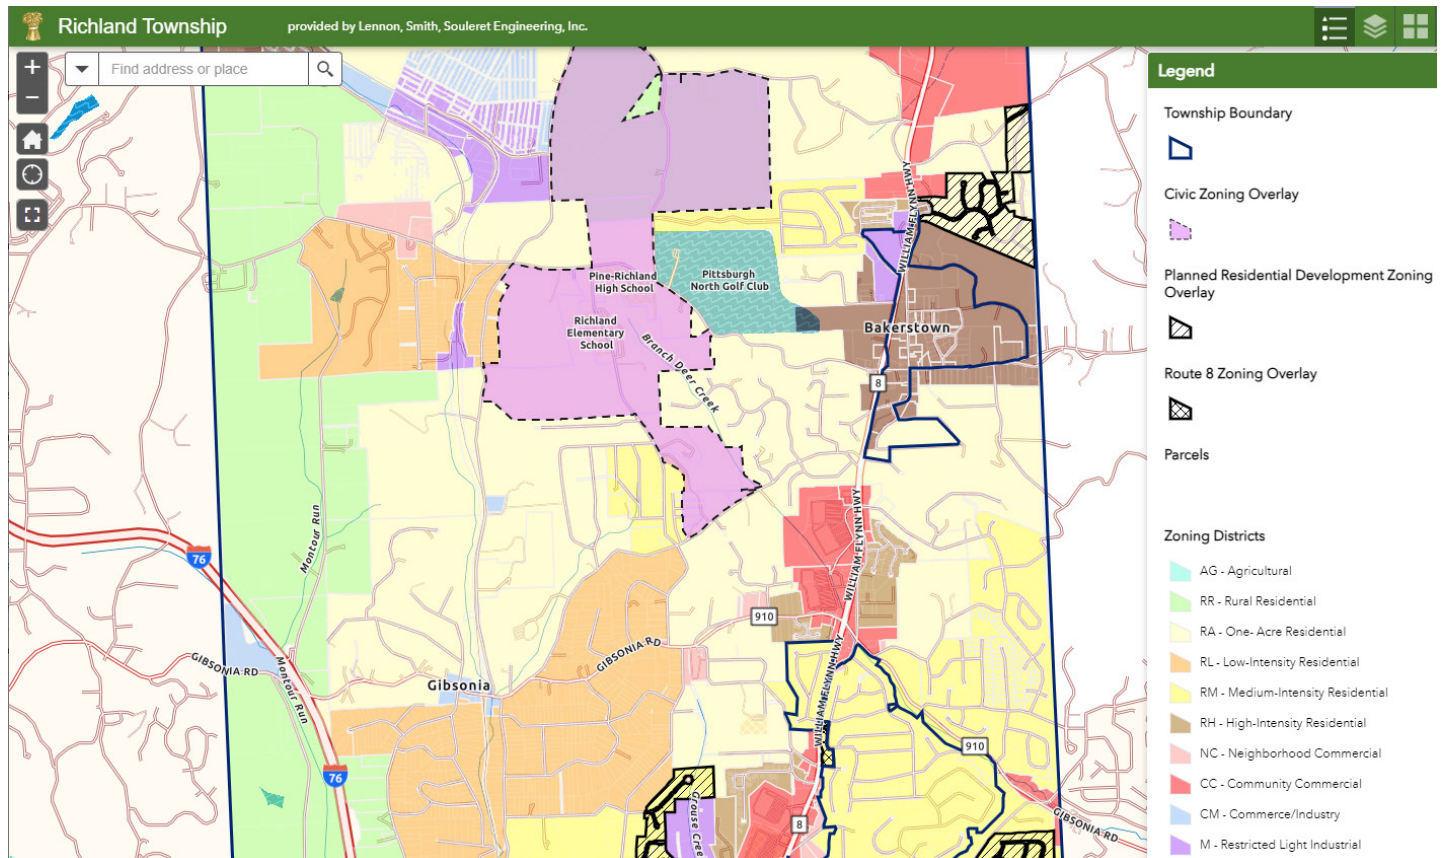 Richland Township
provided by Lennon, Smith, Souleret Engineering, Inc.
+
Find address or place
−
Legend
Township Boundary
Civic Zoning Overlay
Planned Residential Development Zoning
Overlay
Route 8 Zoning Overlay
Parcels
Zoning Districts
AG - Agricultural
RR - Rural Residential
RA - One- Acre Residential
RL - Low-Intensity Residential
RM - Medium-Intensity Residential
RH - High-Intensity Residential
NC - Neighborhood Commercial
CC - Community Commercial
CM - Commerce/Industry
M - Restricted Light Industrial
WILLIAM FLYNN HWY
Pine-Richland
High School
Pittsburgh
North Golf Club
Richland
Elementary
School
Bakerstown
Branch Deer Creek
8
Montour Run
WILLIAM FLYNN HWY
76
910
GIBSONIA RD
GIBSONIA RD
Montour Run
Gibsonia
WILLIAM FLYNN HWY
910
76
Grouse Cree
8
GIBSONIA RD